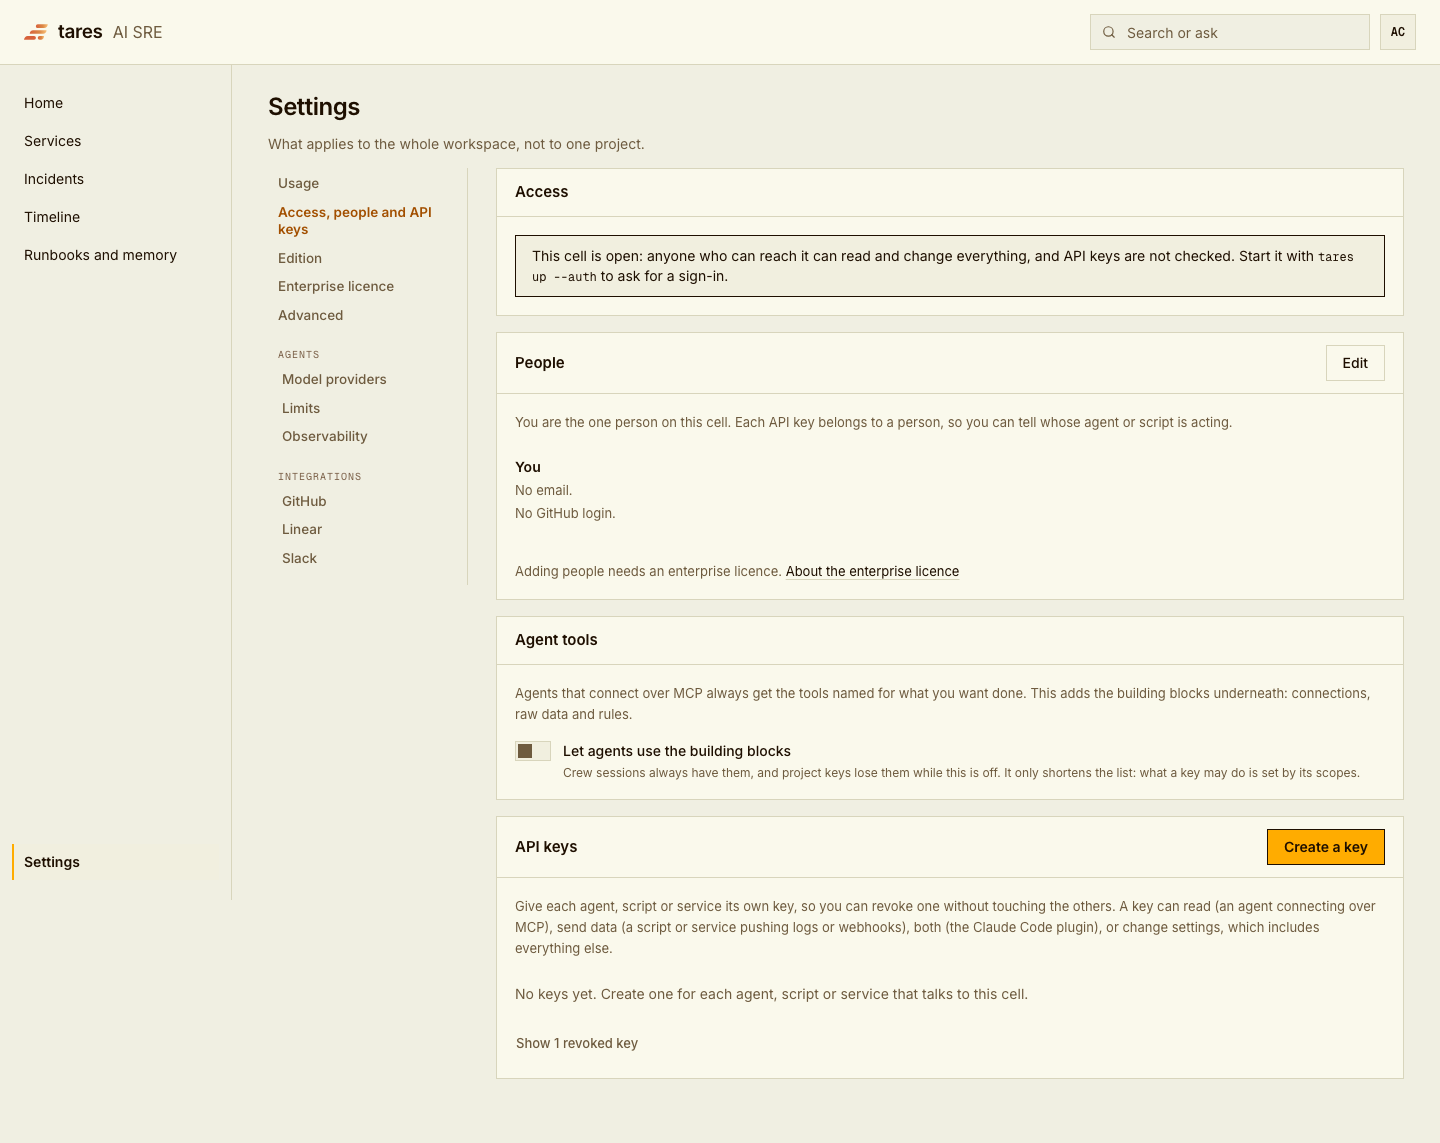 tares AI SRE
Search or ask
AC
Home
Services
Incidents
Timeline
Runbooks and memory
Settings
Settings
What applies to the whole workspace, not to one project.
Usage
Access, people and API
keys
Edition
Enterprise licence
Advanced
AGENTS
Model providers
Limits
Observability
INTEGRATIONS
GitHub
Linear
Slack
Access
This cell is open: anyone who can reach it can read and change everything, and API keys are not checked. Start it with tares
up --auth to ask for a sign-in.
People
Edit
You are the one person on this cell. Each API key belongs to a person, so you can tell whose agent or script is acting.
You
No email.
No GitHub login.
Adding people needs an enterprise licence. About the enterprise licence
Agent tools
Agents that connect over MCP always get the tools named for what you want done. This adds the building blocks underneath: connections,
raw data and rules.
Let agents use the building blocks
Crew sessions always have them, and project keys lose them while this is off. It only shortens the list: what a key may do is set by its scopes.
API keys
Create a key
Give each agent, script or service its own key, so you can revoke one without touching the others. A key can read (an agent connecting over
MCP), send data (a script or service pushing logs or webhooks), both (the Claude Code plugin), or change settings, which includes
everything else.
No keys yet. Create one for each agent, script or service that talks to this cell.
Show 1 revoked key